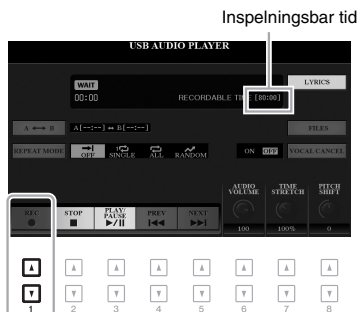 Inspelningsbar tid
USB AUDIO PLAYER
WAIT
00:00
RECORDABLE TIME [80:00]
LYRICS
A ⟷ B
A[--:--] ↔ B[--:--]
FILES
REPEAT MODE
OFF
SINGLE
ALL
RANDOM
ON OFF
VOCAL CANCEL
AUDIO VOLUME
TIME STRETCH
PITCH SHIFT
REC
STOP
PLAY/PAUSE
PREV
NEXT
100
100%
0
1 2 3 4 5 6 7 8